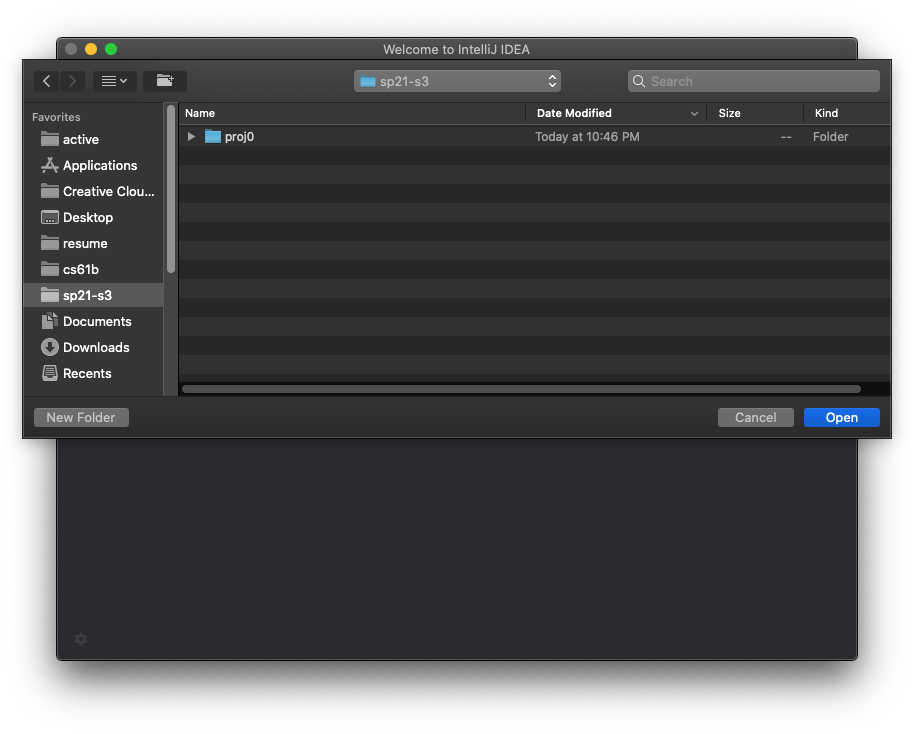 Welcome to IntelliJ IDEA
sp21-s3
Search
Favorites
active
Applications
Creative Clou...
Desktop
resume
cs61b
sp21-s3
Documents
Downloads
Recents
Name Date Modified Size Kind
proj0 Today at 10:46 PM -- Folder
New Folder Cancel Open